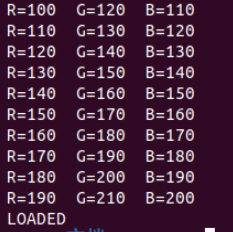 R=100 G=120 B=110
R=110 G=130 B=120
R=120 G=140 B=130
R=130 G=150 B=140
R=140 G=160 B=150
R=150 G=170 B=160
R=160 G=180 B=170
R=170 G=190 B=180
R=180 G=200 B=190
R=190 G=210 B=200
LOADED